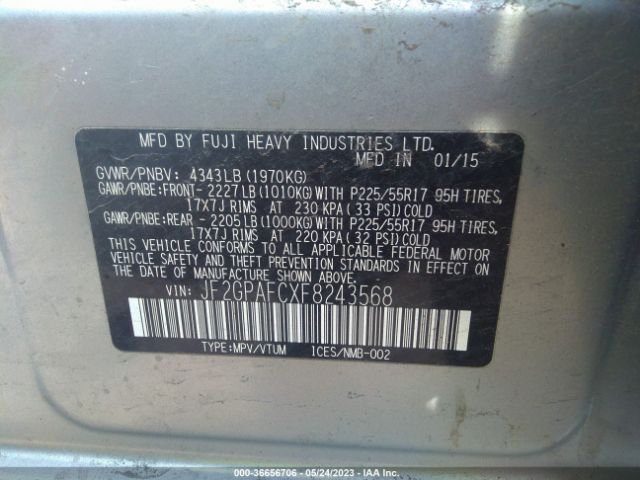 MFD BY FUJI HEAVY INDUSTRIES LTD.
MFD IN 01/15
GVWR/PNBV: 4343LB (1970KG)
GAWR/PNBE:FRONT- 2227LB(1010KG)WITH P225/55R17 95H TIRES,
17X7J RIMS AT 230 KPA(33 PSI)COLD
GAWR/PNBE:REAR - 2205LB(1000KG)WITH P225/55R17 95H TIRES,
17X7J RIMS AT 220 KPA(32 PSI)COLD
THIS VEHICLE CONFORMS TO ALL APPLICABLE FEDERAL MOTOR
VEHICLE SAFETY AND THEFT PREVENTION STANDARDS IN EFFECT
ON THE DATE OF MANUFACTURE SHOWN ABOVE.
VIN: JF2GPAFCXF8243568
TYPE:MPV/VTUM ICES/NMB-002
000-36656706 - 05/24/2023 - IAA Inc.